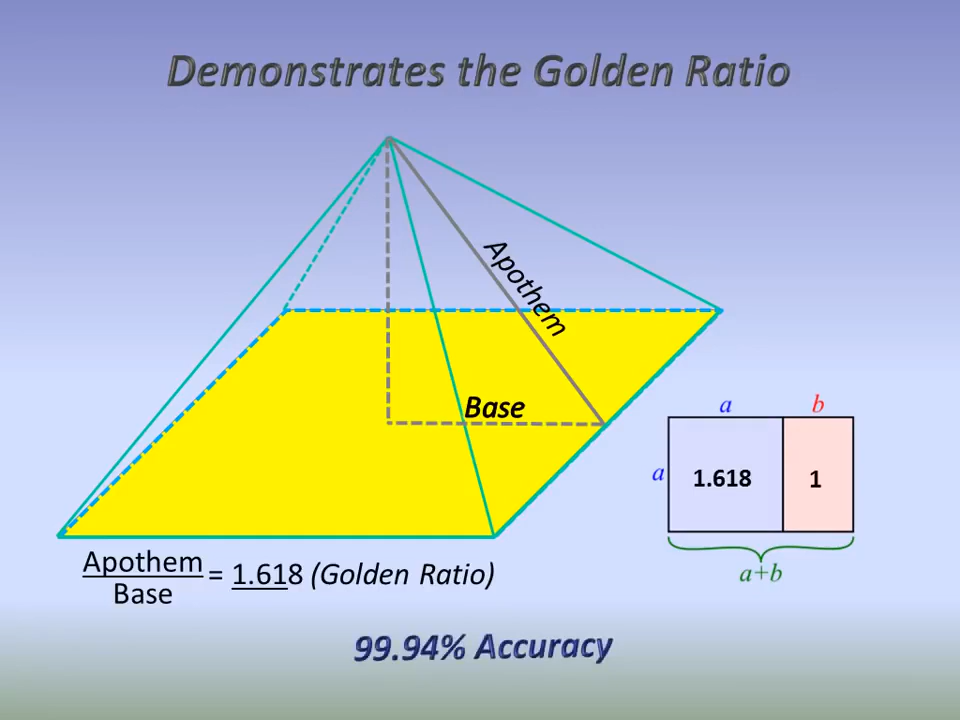 Demonstrates the Golden Ratio
Apothem
Base
a b
a 1.618 1
a+b
Apothem
Base
= 1.618 (Golden Ratio)
99.94% Accuracy